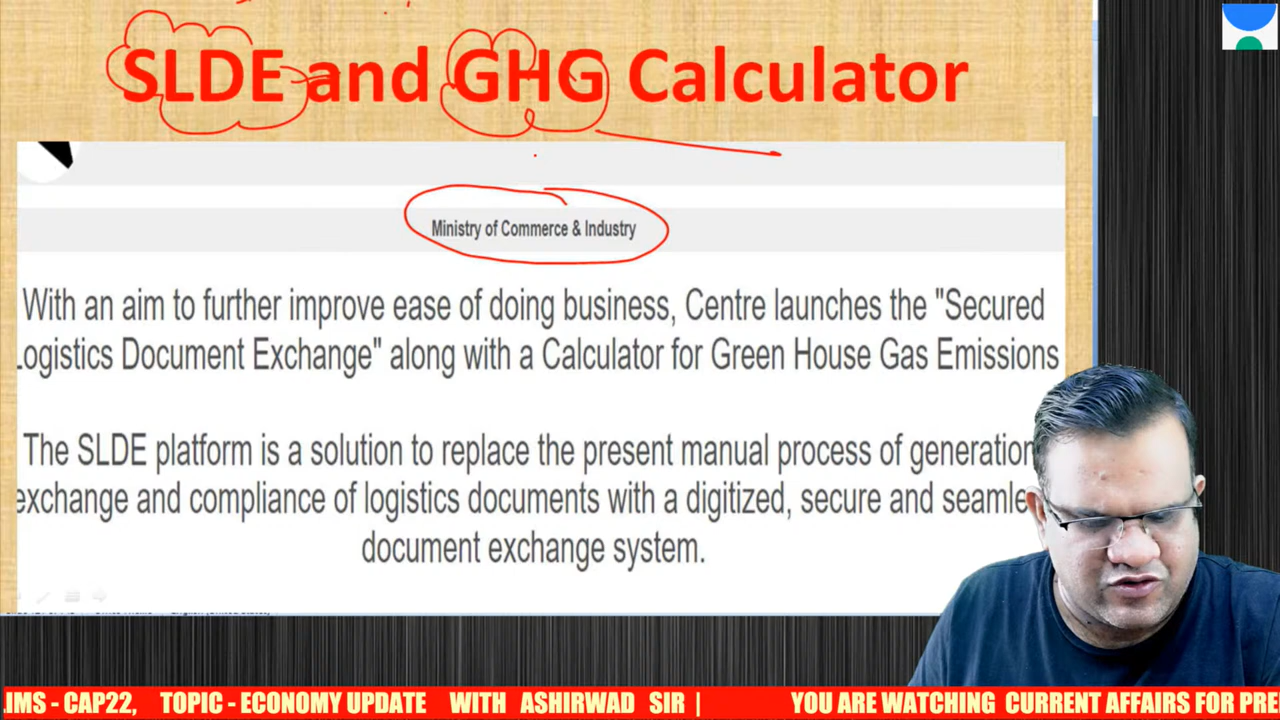 SLDE and GHG Calculator
Ministry of Commerce & Industry
With an aim to further improve ease of doing business, Centre launches the "Secured
Logistics Document Exchange" along with a Calculator for Green House Gas Emissions
The SLDE platform is a solution to replace the present manual process of generation
exchange and compliance of logistics documents with a digitized, secure and seamle
document exchange system.
.IMS - CAP22, TOPIC - ECONOMY UPDATE WITH ASHIRWAD SIR | YOU ARE WATCHING CURRENT AFFAIRS FOR PRE